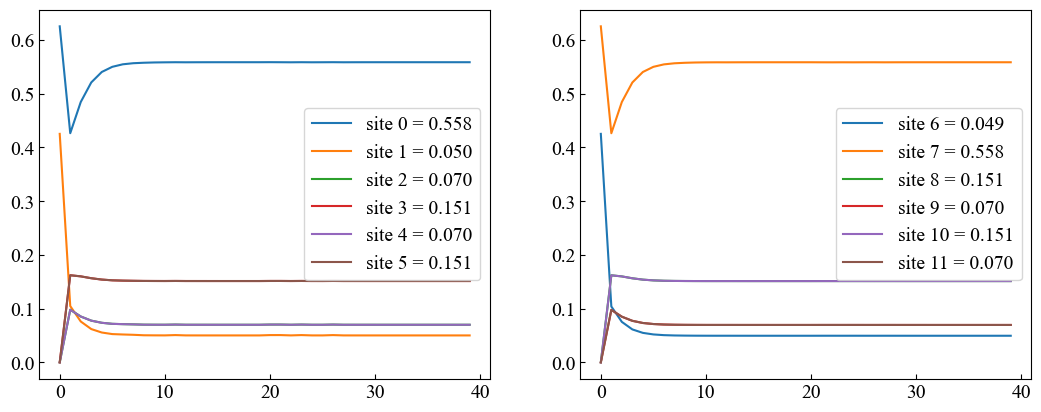 0.6
0.5
0.4
0.3
0.2
0.1
0.0
0 10 20 30 40
site 0 = 0.558
site 1 = 0.050
site 2 = 0.070
site 3 = 0.151
site 4 = 0.070
site 5 = 0.151
0.6
0.5
0.4
0.3
0.2
0.1
0.0
0 10 20 30 40
site 6 = 0.049
site 7 = 0.558
site 8 = 0.151
site 9 = 0.070
site 10 = 0.151
site 11 = 0.070